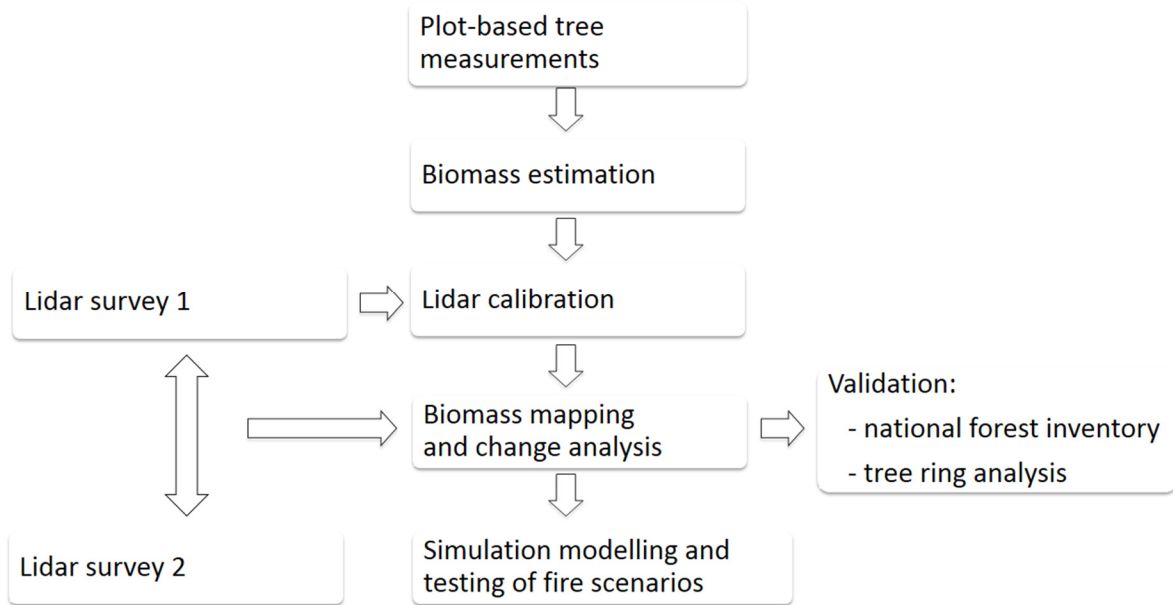 Plot-based tree
measurements
Biomass estimation
Lidar survey 1
Lidar calibration
Biomass mapping
and change analysis
Validation:
- national forest inventory
- tree ring analysis
Lidar survey 2
Simulation modelling and
testing of fire scenarios